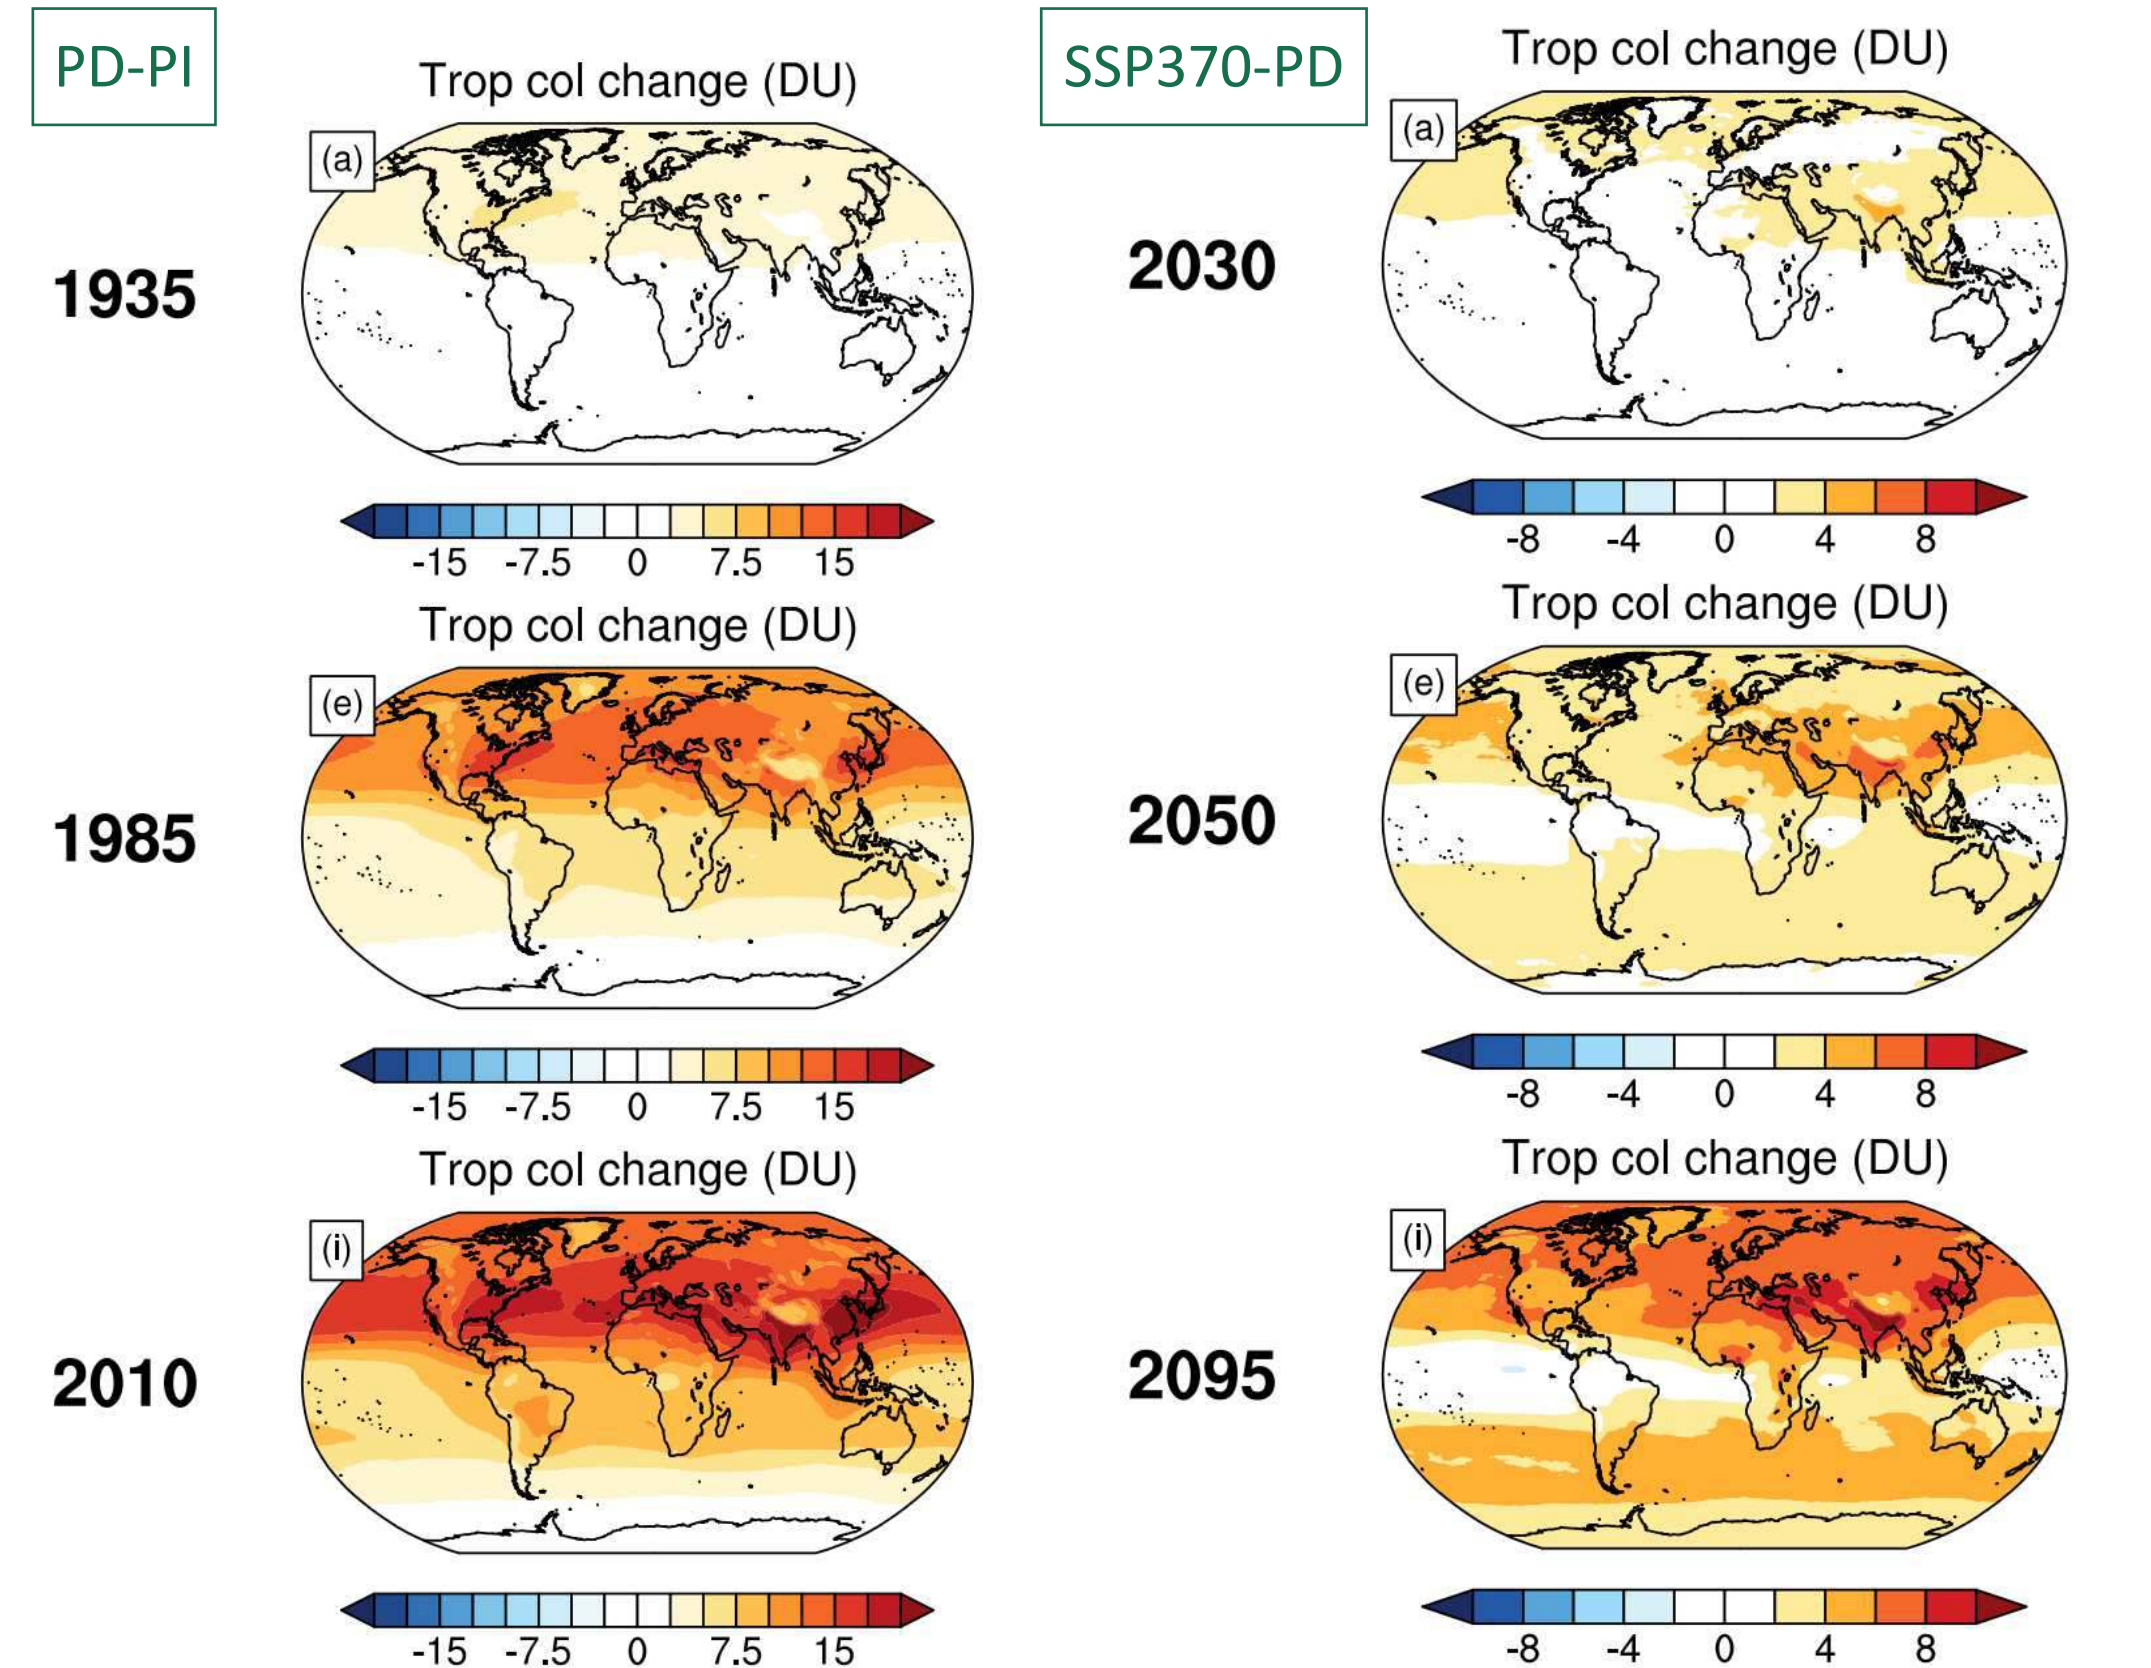 PD-PI
Trop col change (DU)
(a)
1935
-15 -7.5 0 7.5 15
Trop col change (DU)
(e)
1985
-15 -7.5 0 7.5 15
Trop col change (DU)
(i)
2010
-15 -7.5 0 7.5 15
SSP370-PD
Trop col change (DU)
(a)
2030
-8 -4 0 4 8
Trop col change (DU)
(e)
2050
-8 -4 0 4 8
Trop col change (DU)
(i)
2095
-8 -4 0 4 8